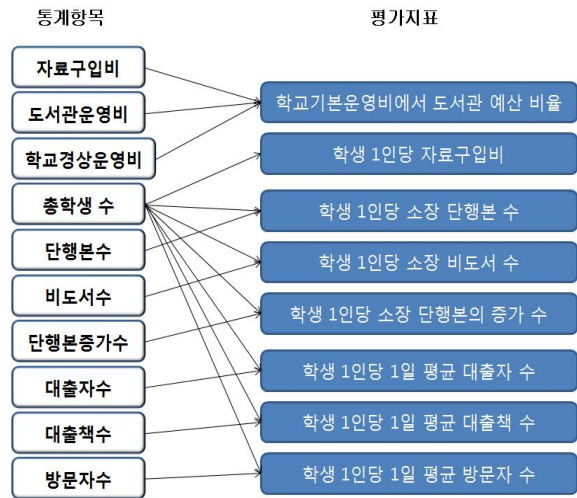 통계항목
평가지표
자료구입비
도서관운영비
학교경상운영비
총학생 수
단행본수
비도서수
단행본증가수
대출자수
대출책수
방문자수
학교기본운영비에서 도서관 예산 비율
학생 1인당 자료구입비
학생 1인당 소장 단행본 수
학생 1인당 소장 비도서 수
학생 1인당 소장 단행본의 증가 수
학생 1인당 1일 평균 대출자 수
학생 1인당 1일 평균 대출책 수
학생 1인당 1일 평균 방문자 수